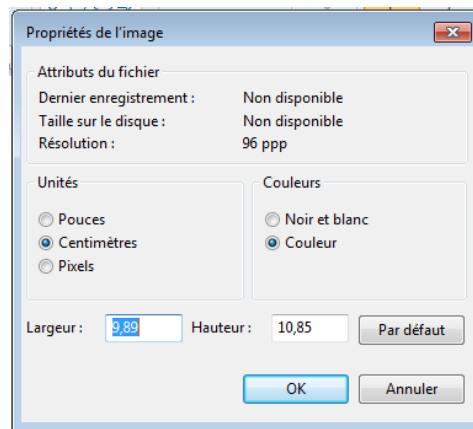 Propriétés de l'image
Attributs du fichier
Dernier enregistrement : Non disponible
Taille sur le disque : Non disponible
Résolution : 96 ppp
Unités
Pouces
Centimètres
Pixels
Couleurs
Noir et blanc
Couleur
Largeur : 9,89 Hauteur : 10,85 Par défaut
OK Annuler